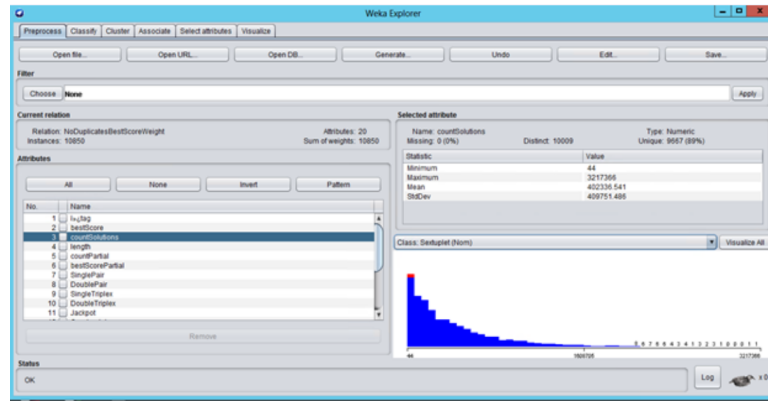 Weka Explorer
Preprocess Classify Cluster Associate Select attributes Visualize
Open file... Open URL... Open DB... Generate... Undo Edit... Save...
Filter
Choose None Apply
Current relation
Relation: NoDuplicatesBestScoreWeight Attributes: 20
Instances: 10850 Sum of weights: 10850
Attributes
All None Invert Pattern
No. Name
1 ï»¿tag
2 bestScore
3 countSolutions
4 length
5 countPartial
6 bestScorePartial
7 SinglePair
8 DoublePair
9 SingleTriplex
10 DoubleTriplex
11 Jackpot
Remove
Selected attribute
Name: countSolutions Type: Numeric
Missing: 0 (0%) Distinct: 10009 Unique: 9667 (89%)
Statistic Value
Minimum 44
Maximum 3217366
Mean 402336.541
StdDev 409751.486
Class: Sextuplet (Nom) Visualize All
44 1608705 3217366
Status
OK Log x 0